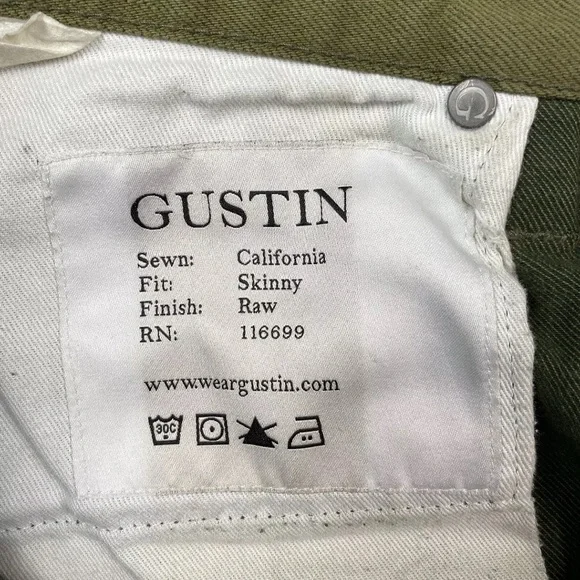 G
GUSTIN
Sewn: California
Fit: Skinny
Finish: Raw
RN: 116699
www.weargustin.com
30C